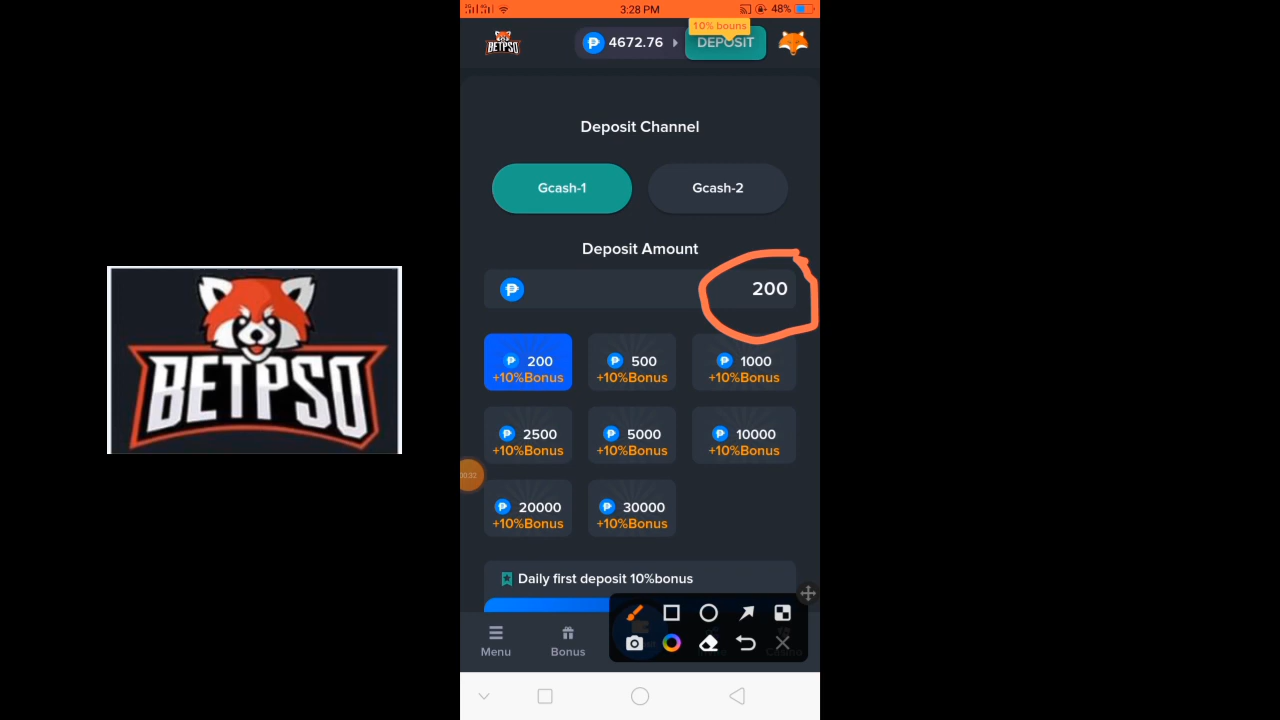 3:28 PM
48%
10% bouns
BETPSO
4672.76
DEPOSIT
Deposit Channel
Gcash-1
Gcash-2
Deposit Amount
200
200
+10%Bonus
500
+10%Bonus
1000
+10%Bonus
2500
+10%Bonus
5000
+10%Bonus
10000
+10%Bonus
20000
+10%Bonus
30000
+10%Bonus
00:32
Daily first deposit 10%bonus
Menu
Bonus
BETPSO